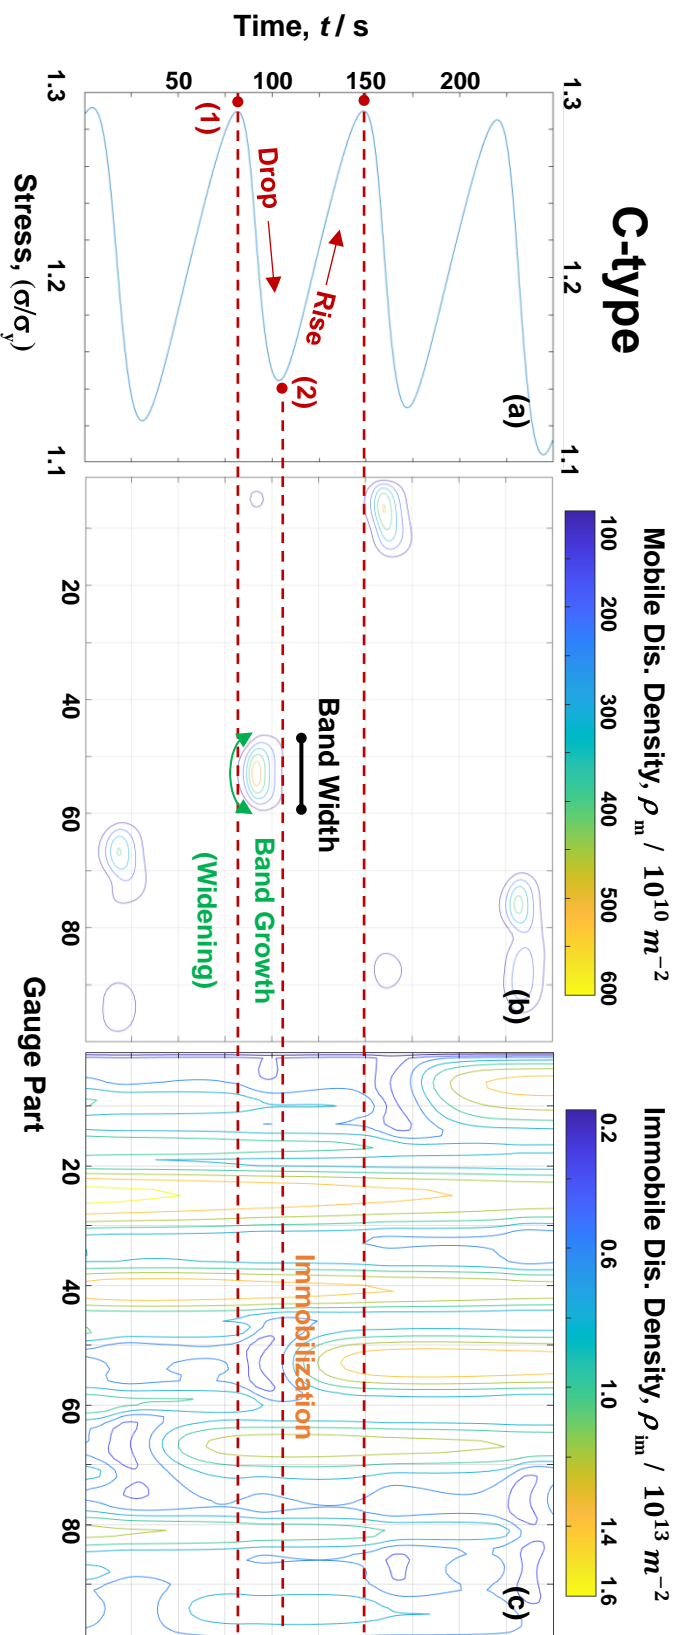 C-type
Time, t / s
50
100
150
200
1.3
1.2
1.1
1.3
1.2
1.1
Stress, (σ/σy)
(1)
Drop
Rise
(2)
(a)
Mobile Dis. Density, ρm / 10^10 m^−2
100
200
300
400
500
600
20
40
60
80
Band Width
Band Growth
(Widening)
(b)
Gauge Part
Immobile Dis. Density, ρim / 10^13 m^−2
0.2
0.6
1.0
1.4
1.6
20
40
60
80
Immobilization
(c)